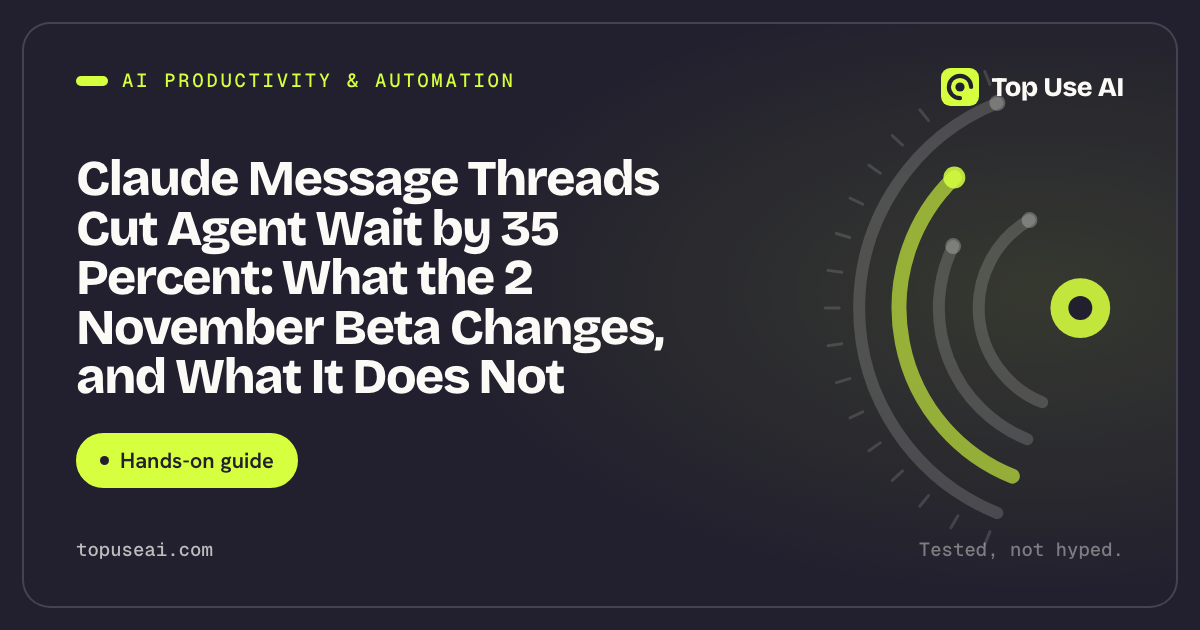 AI PRODUCTIVITY & AUTOMATION
Top Use AI
Claude Message Threads
Cut Agent Wait by 35
Percent: What the 2
November Beta Changes,
and What It Does Not
Hands-on guide
topuseai.com
Tested, not hyped.